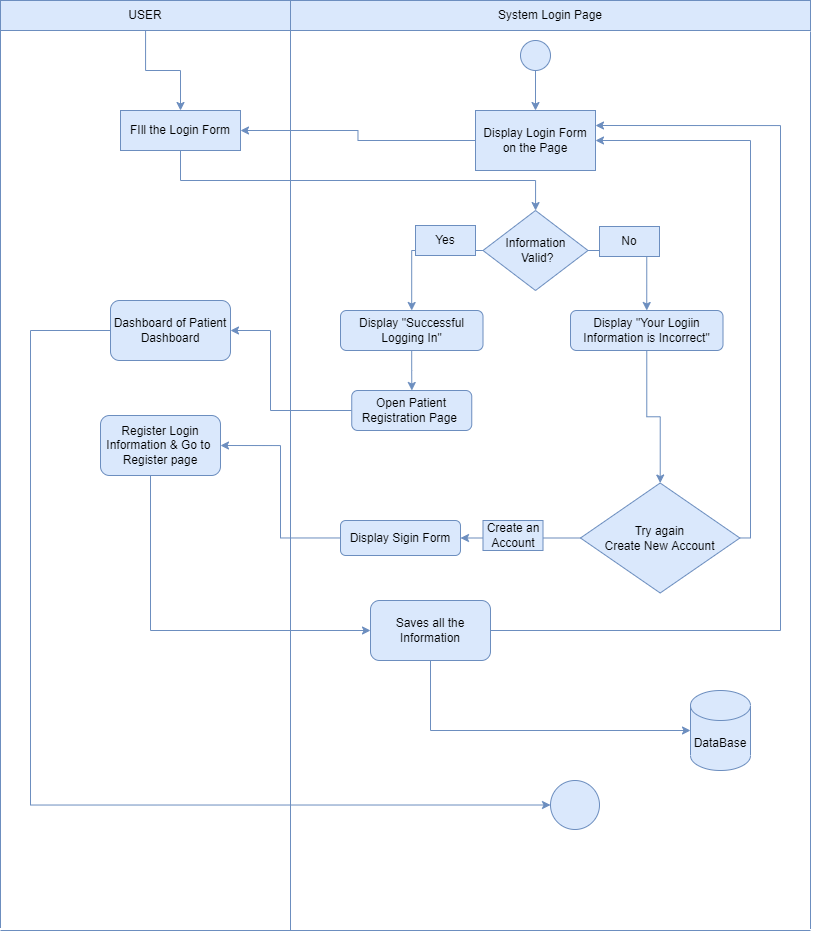 USER
System Login Page
FIll the Login Form
Display Login Form
on the Page
Yes
Information
Valid?
No
Dashboard of Patient
Dashboard
Display "Successful
Logging In"
Display "Your Logiin
Information is Incorrect"
Open Patient
Registration Page
Register Login
Information & Go to
Register page
Display Sigin Form
Create an
Account
Try again
Create New Account
Saves all the
Information
DataBase